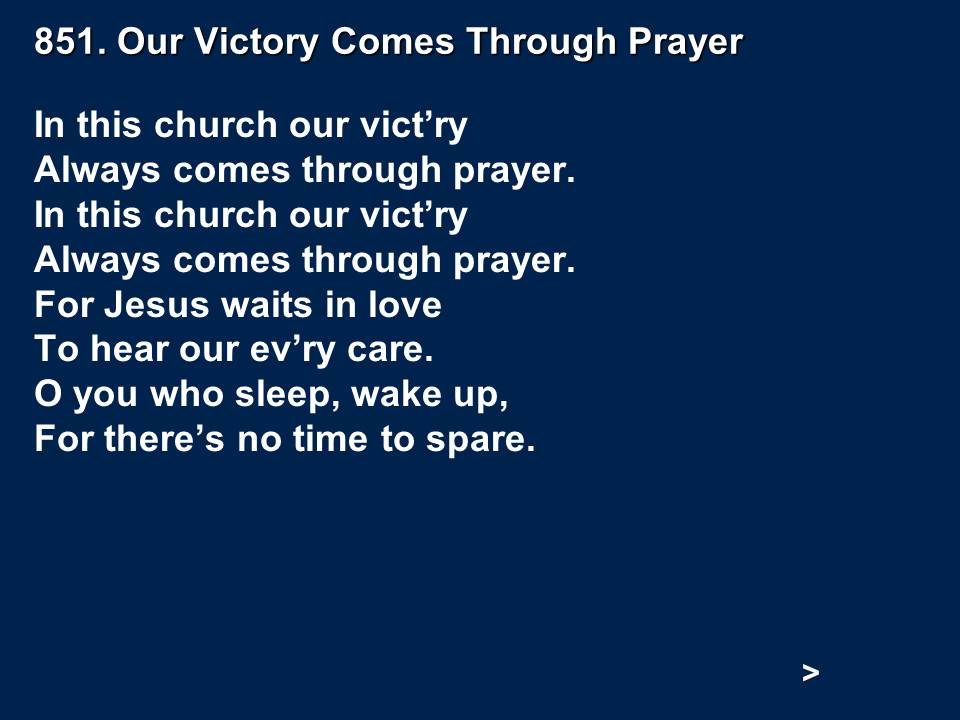 851. Our Victory Comes Through Prayer
In this church our vict’ry
Always comes through prayer.
In this church our vict’ry
Always comes through prayer.
For Jesus waits in love
To hear our ev’ry care.
O you who sleep, wake up,
For there’s no time to spare.
>